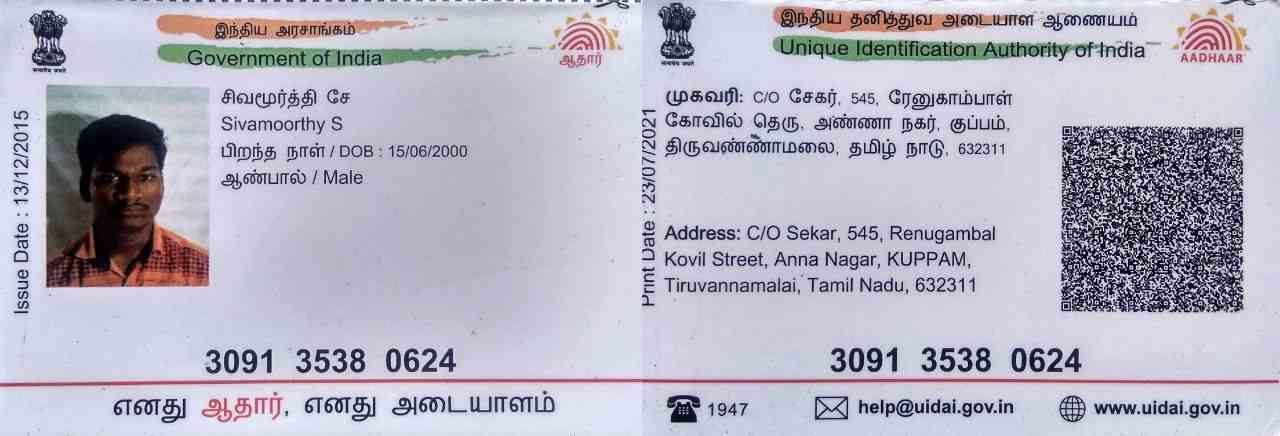 இந்திய அரசாங்கம்
Government of India
ஆதார்
Issue Date : 13/12/2015
சிவமூர்த்தி சே
Sivamoorthy S
பிறந்த நாள் / DOB : 15/06/2000
ஆண்பால் / Male
3091 3538 0624
எனது ஆதார், எனது அடையாளம்
இந்திய தனித்துவ அடையாள ஆணையம்
Unique Identification Authority of India
AADHAAR
Print Date : 23/07/2021
முகவரி: C/O சேகர், 545, ரேனுகாம்பாள்
கோவில் தெரு, அண்ணா நகர், குப்பம்,
திருவண்ணாமலை, தமிழ் நாடு, 632311
Address: C/O Sekar, 545, Renugambal
Kovil Street, Anna Nagar, KUPPAM,
Tiruvannamalai, Tamil Nadu, 632311
3091 3538 0624
1947
help@uidai.gov.in
www.uidai.gov.in